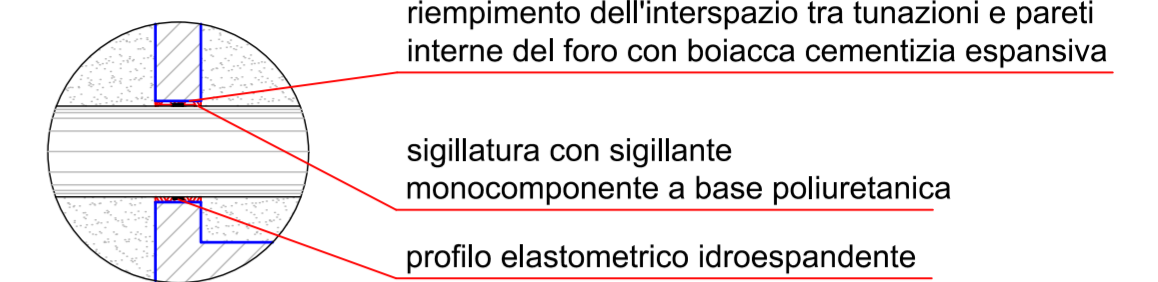 riempimento dell'interspazio tra tunazioni e pareti
interne del foro con boiacca cementizia espansiva
sigillatura con sigillante
monocomponente a base poliuretanica
profilo elastometrico idroespandente